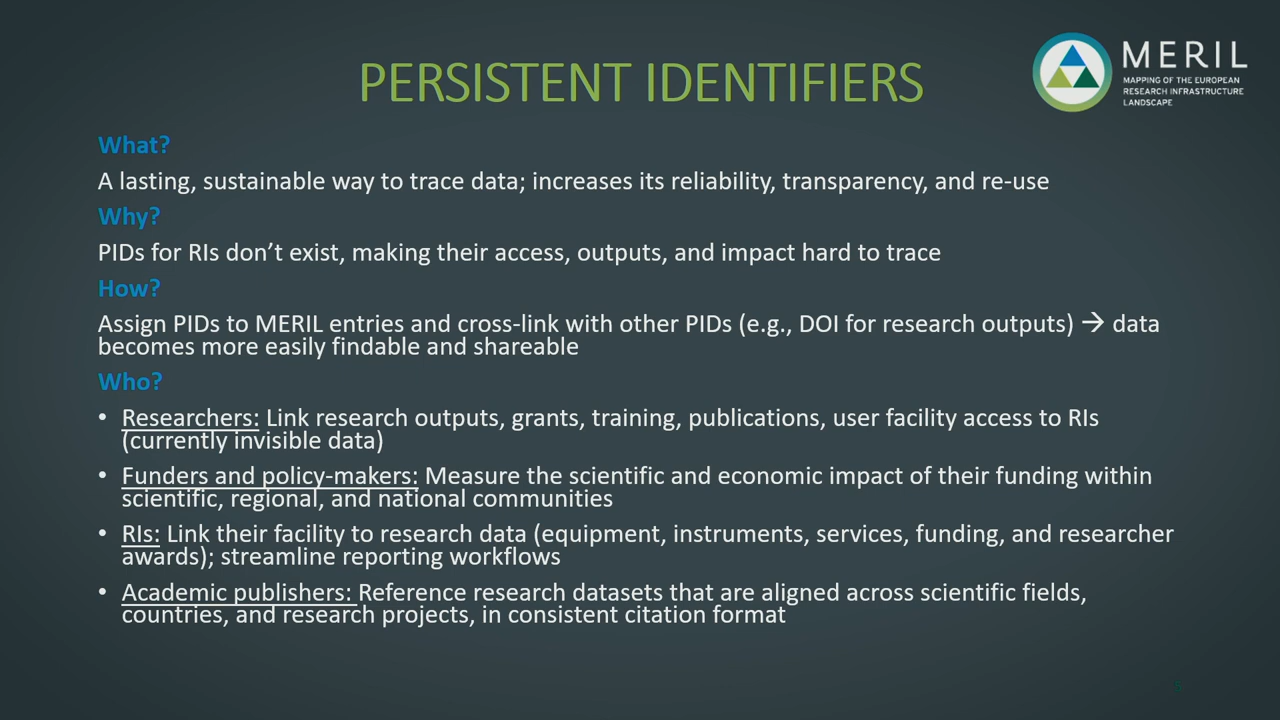 PERSISTENT IDENTIFIERS
MERIL
MAPPING OF THE EUROPEAN
RESEARCH INFRASTRUCTURE
LANDSCAPE
What?
A lasting, sustainable way to trace data; increases its reliability, transparency, and re-use
Why?
PIDs for RIs don’t exist, making their access, outputs, and impact hard to trace
How?
Assign PIDs to MERIL entries and cross-link with other PIDs (e.g., DOI for research outputs) → data
becomes more easily findable and shareable
Who?
• Researchers: Link research outputs, grants, training, publications, user facility access to RIs
(currently invisible data)
• Funders and policy-makers: Measure the scientific and economic impact of their funding within
scientific, regional, and national communities
• RIs: Link their facility to research data (equipment, instruments, services, funding, and researcher
awards); streamline reporting workflows
• Academic publishers: Reference research datasets that are aligned across scientific fields,
countries, and research projects, in consistent citation format